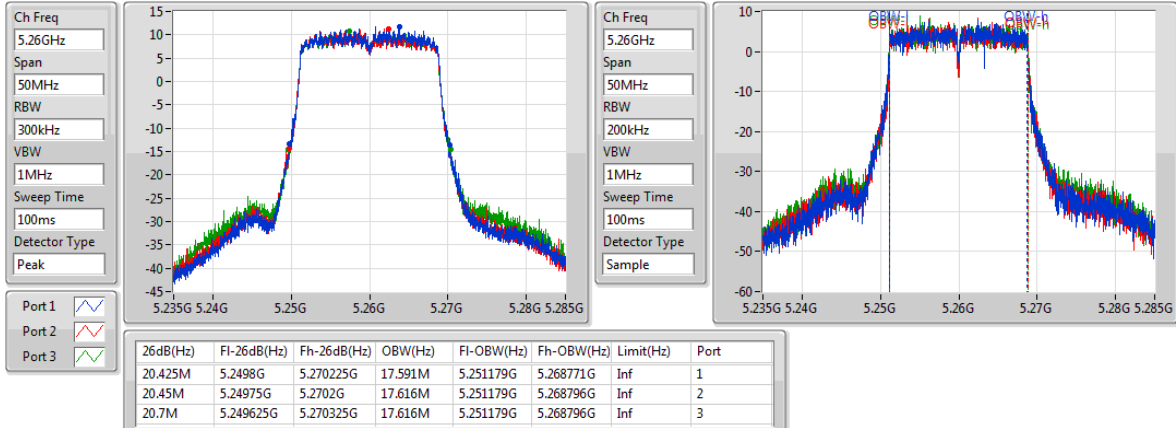 Ch Freq
5.26GHz
Span
50MHz
RBW
300kHz
VBW
1MHz
Sweep Time
100ms
Detector Type
Peak
Port 1
Port 2
Port 3
15
10
5
0
-5
-10
-15
-20
-25
-30
-35
-40
-45
5.235G 5.24G 5.25G 5.26G 5.27G 5.28G 5.285G
Ch Freq
5.26GHz
Span
50MHz
RBW
200kHz
VBW
1MHz
Sweep Time
100ms
Detector Type
Sample
OBW-l OBW-h
10
0
-10
-20
-30
-40
-50
-60
5.235G 5.24G 5.25G 5.26G 5.27G 5.28G 5.285G
26dB(Hz) Fl-26dB(Hz) Fh-26dB(Hz) OBW(Hz) Fl-OBW(Hz) Fh-OBW(Hz) Limit(Hz) Port
20.425M 5.2498G 5.270225G 17.591M 5.251179G 5.268771G Inf 1
20.45M 5.24975G 5.2702G 17.616M 5.251179G 5.268796G Inf 2
20.7M 5.249625G 5.270325G 17.616M 5.251179G 5.268796G Inf 3